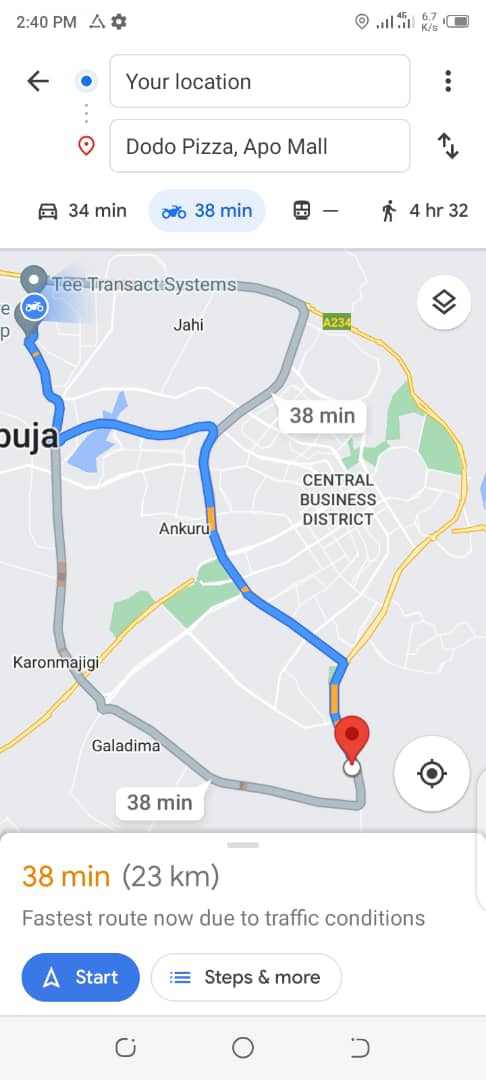 2:40 PM
4G
6.7
K/s
Your location
Dodo Pizza, Apo Mall
34 min
38 min
—
4 hr 32
Tee Transact Systems
e
p
Jahi
A234
38 min
buja
CENTRAL
BUSINESS
DISTRICT
Ankuru
Karonmajigi
Galadima
38 min
38 min (23 km)
Fastest route now due to traffic conditions
Start
Steps & more